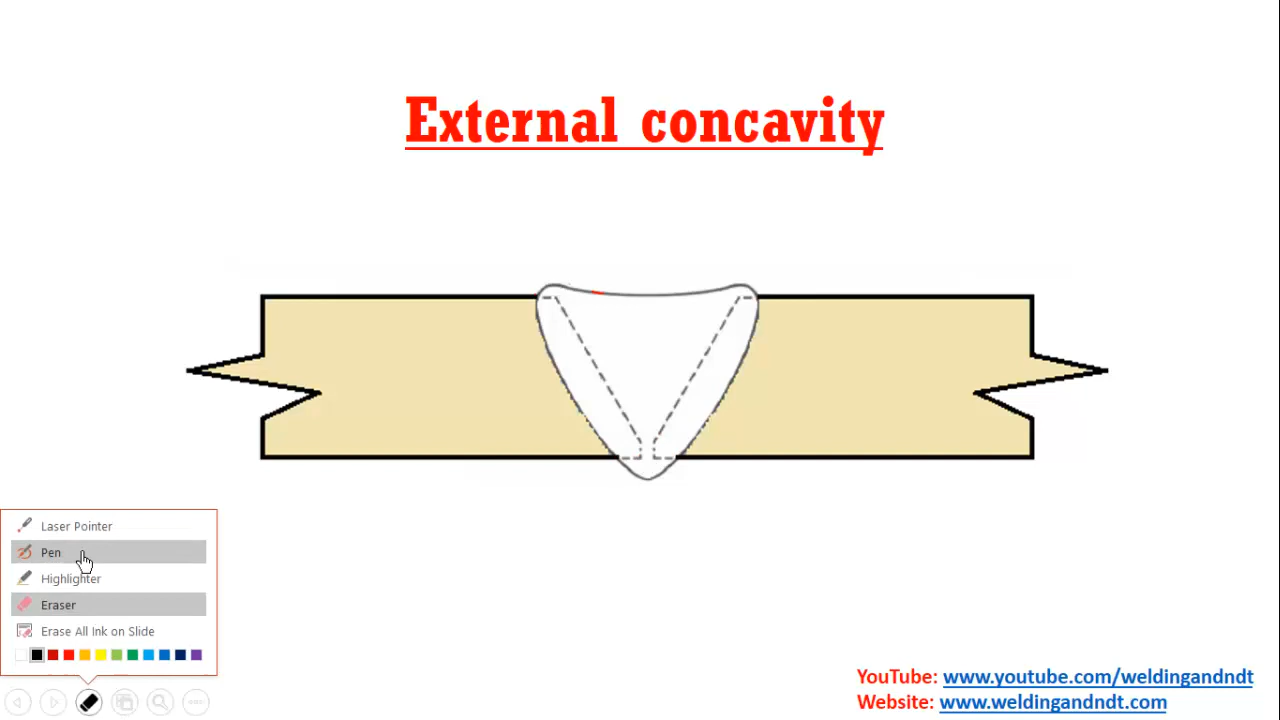 External concavity
Laser Pointer
Pen
Highlighter
Eraser
Erase All Ink on Slide
YouTube: www.youtube.com/weldingandndt
Website: www.weldingandndt.com